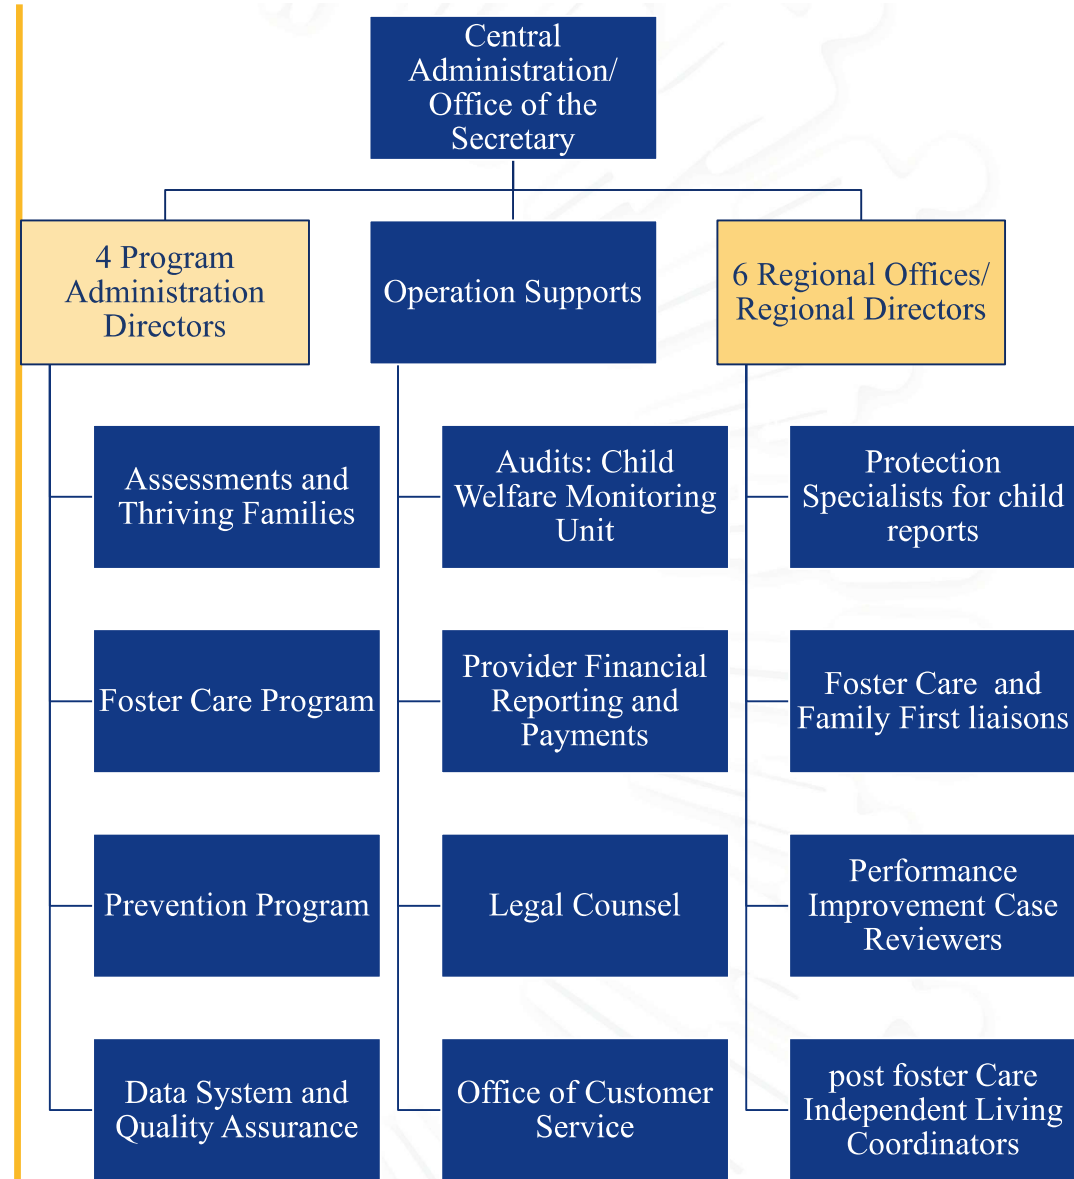 Central
Administration/
Office of the
Secretary
4 Program
Administration
Directors
Operation Supports
6 Regional Offices/
Regional Directors
Assessments and
Thriving Families
Audits: Child
Welfare Monitoring
Unit
Protection
Specialists for child
reports
Foster Care Program
Provider Financial
Reporting and
Payments
Foster Care  and
Family First liaisons
Prevention Program
Legal Counsel
Performance
Improvement Case
Reviewers
Data System and
Quality Assurance
Office of Customer
Service
post foster Care
Independent Living
Coordinators